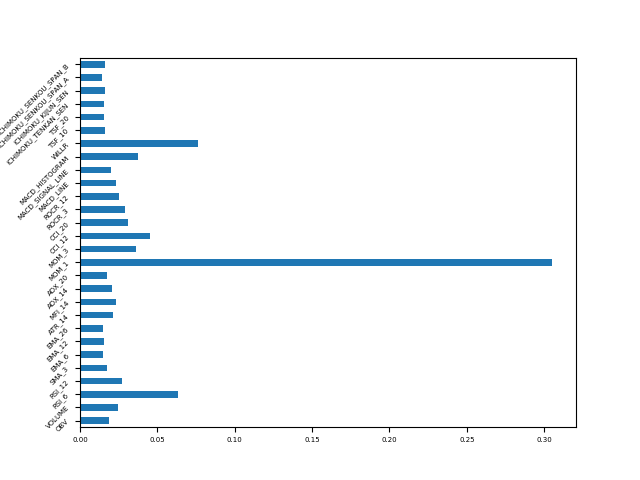 ICHIMOKU_SENKOU_SPAN_B
ICHIMOKU_SENKOU_SPAN_A
ICHIMOKU_KIJUN_SEN
ICHIMOKU_TENKAN_SEN
TSF_20
TSF_10
WILLR
MACD_HISTOGRAM
MACD_SIGNAL_LINE
MACD_LINE
ROCR_12
ROCR_3
CCI_20
CCI_12
MOM_3
MOM_1
ADX_20
ADX_14
MFI_14
ATR_14
EMA_26
EMA_12
EMA_6
SMA_3
RSI_12
RSI_6
VOLUME
OBV
0.00 0.05 0.10 0.15 0.20 0.25 0.30